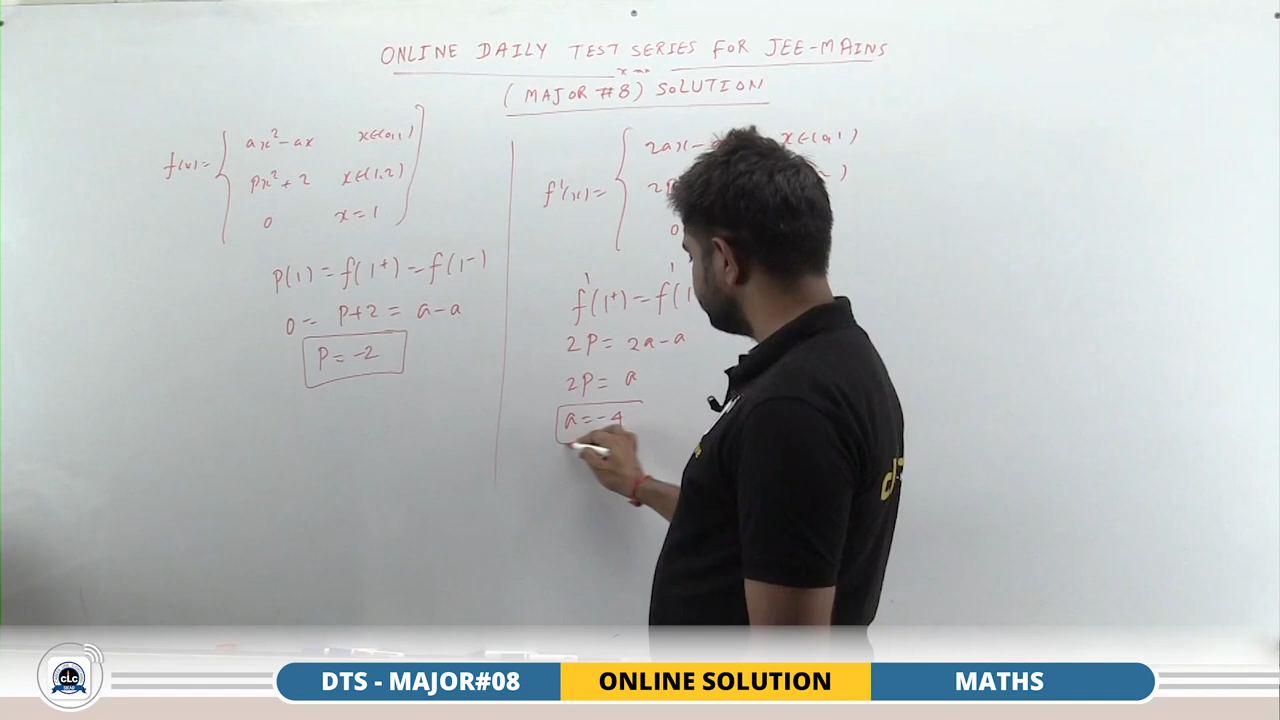 ONLINE DAILY TEST SERIES FOR JEE-MAINS
(MAJOR #8) SOLUTION
f(x)= { ax²-ax x∈(0,1)
px²+2 x∈(1,2)
0 x=1
P(1)=f(1⁺)=f(1⁻)
0= P+2= a-a
P=-2
f'(x)= { 2ax- x∈(0,1)
2P )
0
f'(1⁺)=f'(1
2P= 2a-a
2P= a
a=-4
CLC
DTS - MAJOR#08
ONLINE SOLUTION
MATHS